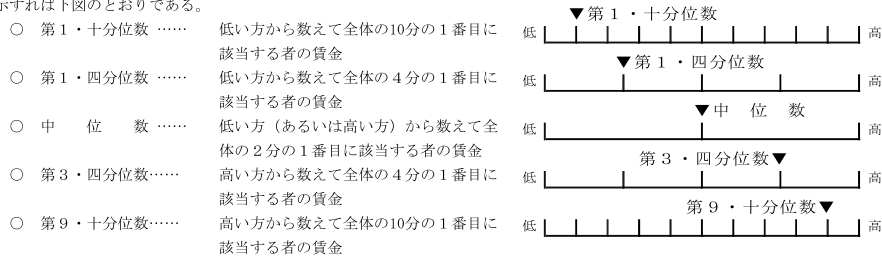 示すれば下図のとおりである。
○　第１・十分位数 ……　低い方から数えて全体の10分の１番目に
該当する者の賃金
低 ▼第１・十分位数 高
○　第１・四分位数 ……　低い方から数えて全体の４分の１番目に
該当する者の賃金
低 ▼第１・四分位数 高
○　中　位　数 ……　低い方（あるいは高い方）から数えて全
体の２分の１番目に該当する者の賃金
低 ▼中　位　数 高
○　第３・四分位数……　高い方から数えて全体の４分の１番目に
該当する者の賃金
低 第３・四分位数▼ 高
○　第９・十分位数……　高い方から数えて全体の10分の１番目に
該当する者の賃金
低 第９・十分位数▼ 高